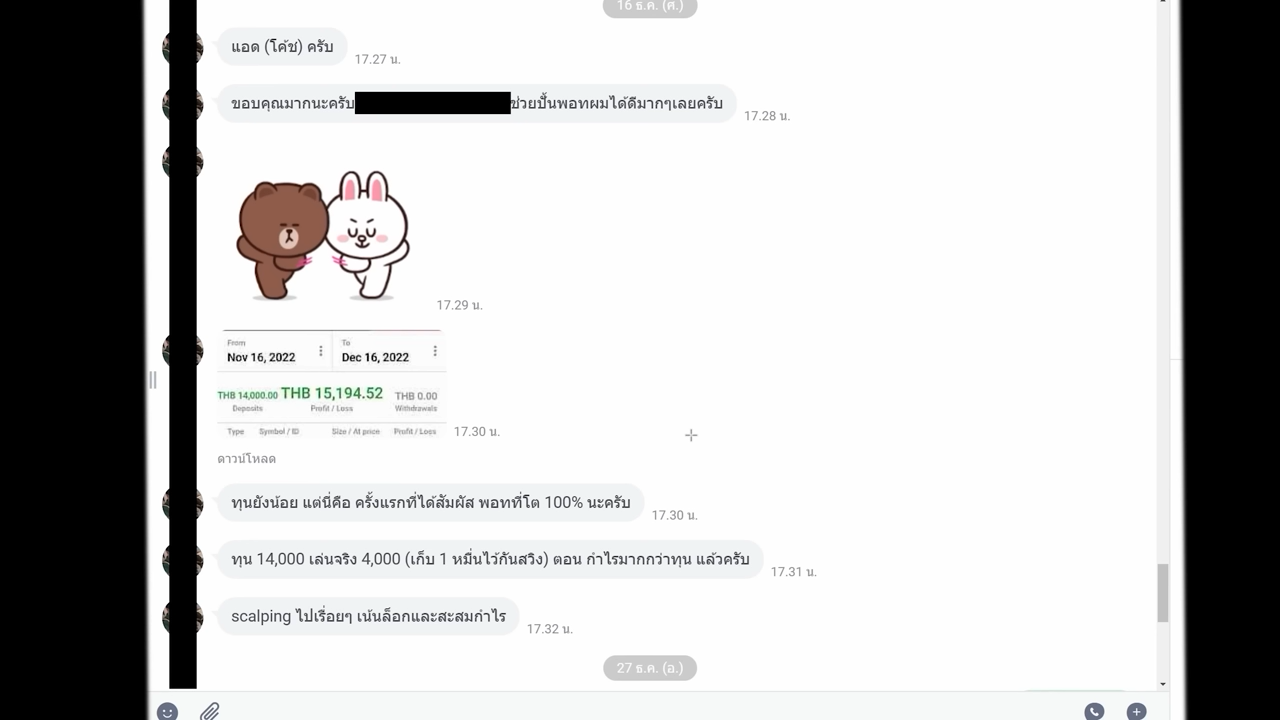 16 ธ.ค. (ศ.)
แอด (โค้ช) ครับ
17.27 น.
ขอบคุณมากนะครับ ช่วยปั้นพอทผมได้ดีมากๆเลยครับ
17.28 น.
17.29 น.
From To
Nov 16, 2022 Dec 16, 2022
THB 14,000.00 THB 15,194.52 THB 0.00
Deposits Profit / Loss Withdrawals
Type Symbol / ID Size / At price Profit / Loss
17.30 น.
ดาวน์โหลด
ทุนยังน้อย แต่นี่คือ ครั้งแรกที่ได้สัมผัส พอทที่โต 100% นะครับ
17.30 น.
ทุน 14,000 เล่นจริง 4,000 (เก็บ 1 หมื่นไว้กันสวิง) ตอน กำไรมากกว่าทุน แล้วครับ
17.31 น.
scalping ไปเรื่อยๆ เน้นล็อกและสะสมกำไร
17.32 น.
27 ธ.ค. (อ.)